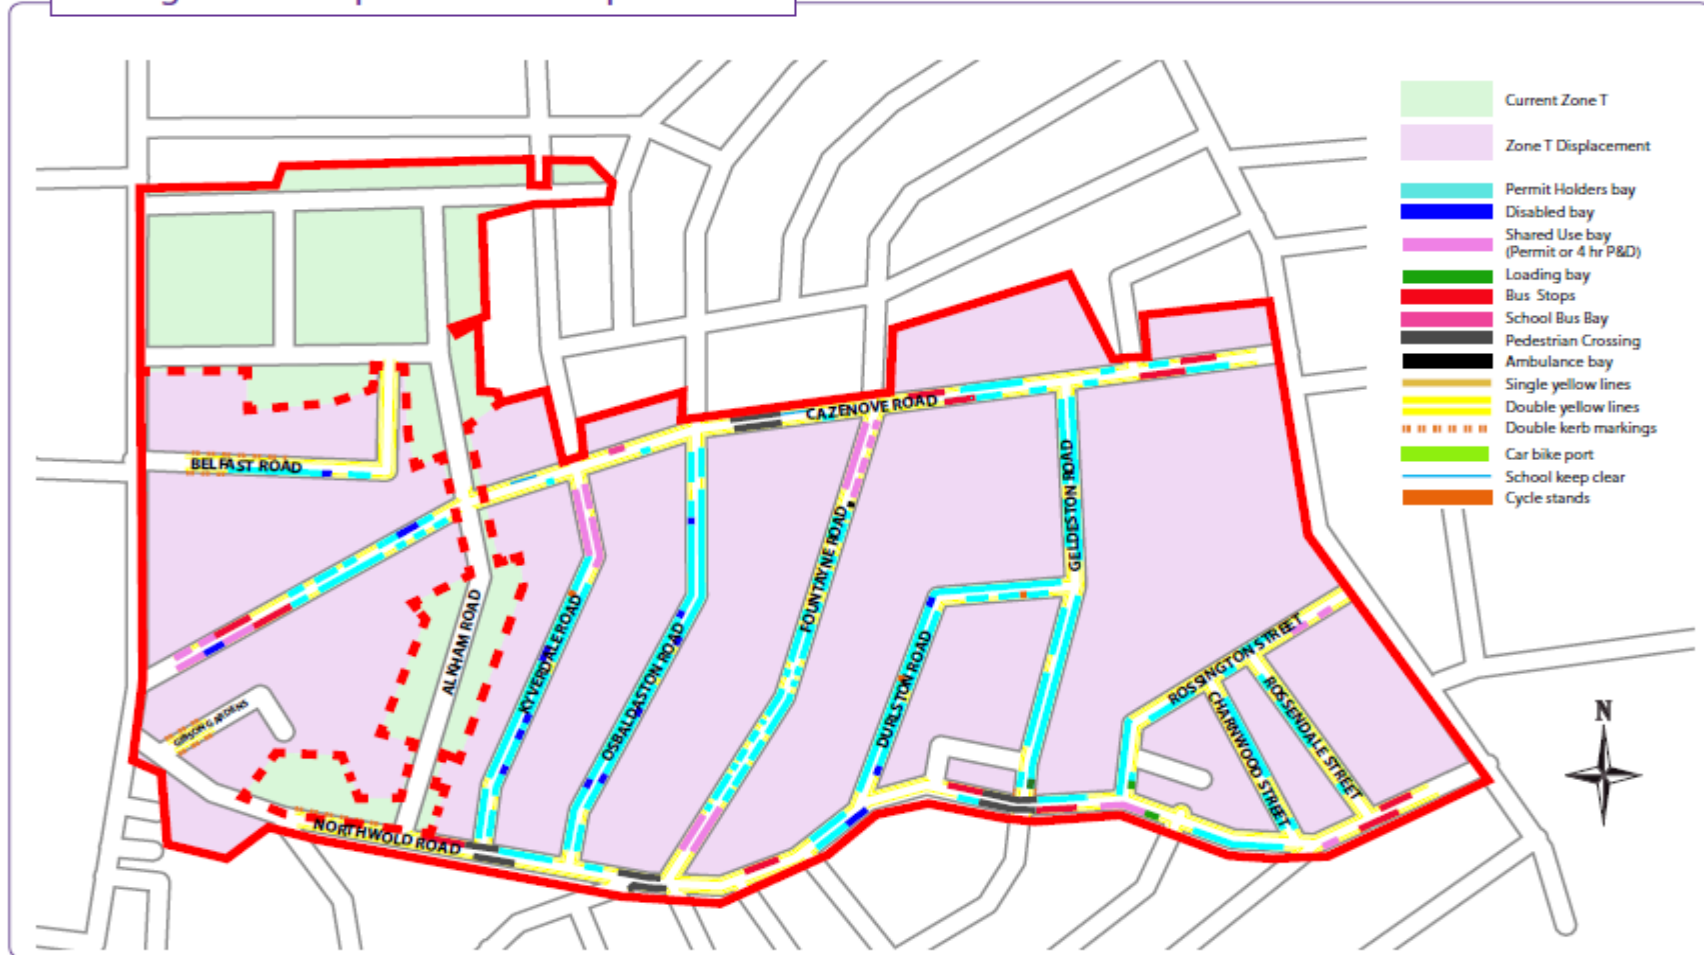 Current Zone T
Zone T Displacement
Permit Holders bay
Disabled bay
Shared Use bay
(Permit or 4 hr P&D)
Loading bay
Bus Stops
School Bus Bay
Pedestrian Crossing
Ambulance bay
Single yellow lines
Double yellow lines
Double kerb markings
Car bike port
School keep clear
Cycle stands
CAZENOVE ROAD
BELFAST ROAD
GELDESTON ROAD
FOUNTAYNE ROAD
ALKHAM ROAD
KYVERDALE ROAD
OSBALDASTON ROAD
DURLSTON ROAD
ROSSINGTON STREET
CHARNWOOD STREET
ROSSENDALE STREET
GIBSON GARDENS
NORTHWOLD ROAD
N